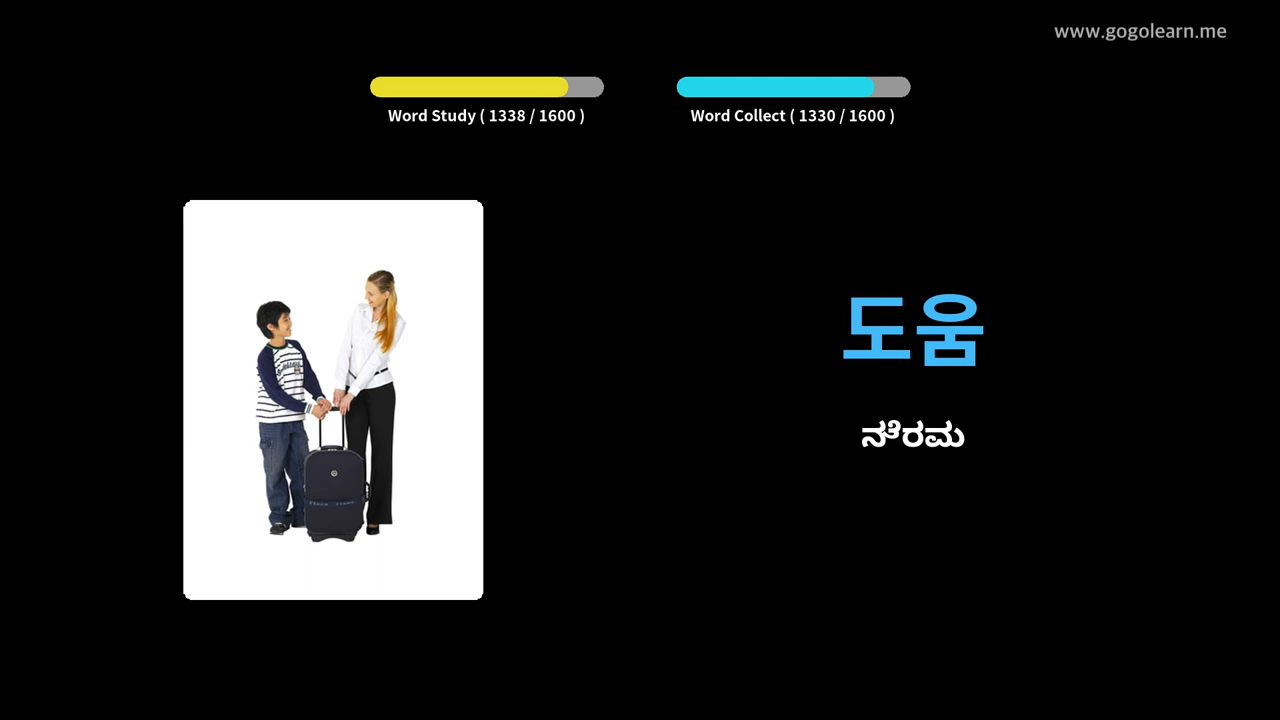 www.gogolearn.me
Word Study ( 1338 / 1600 )
Word Collect ( 1330 / 1600 )
도움
ನೆರವು